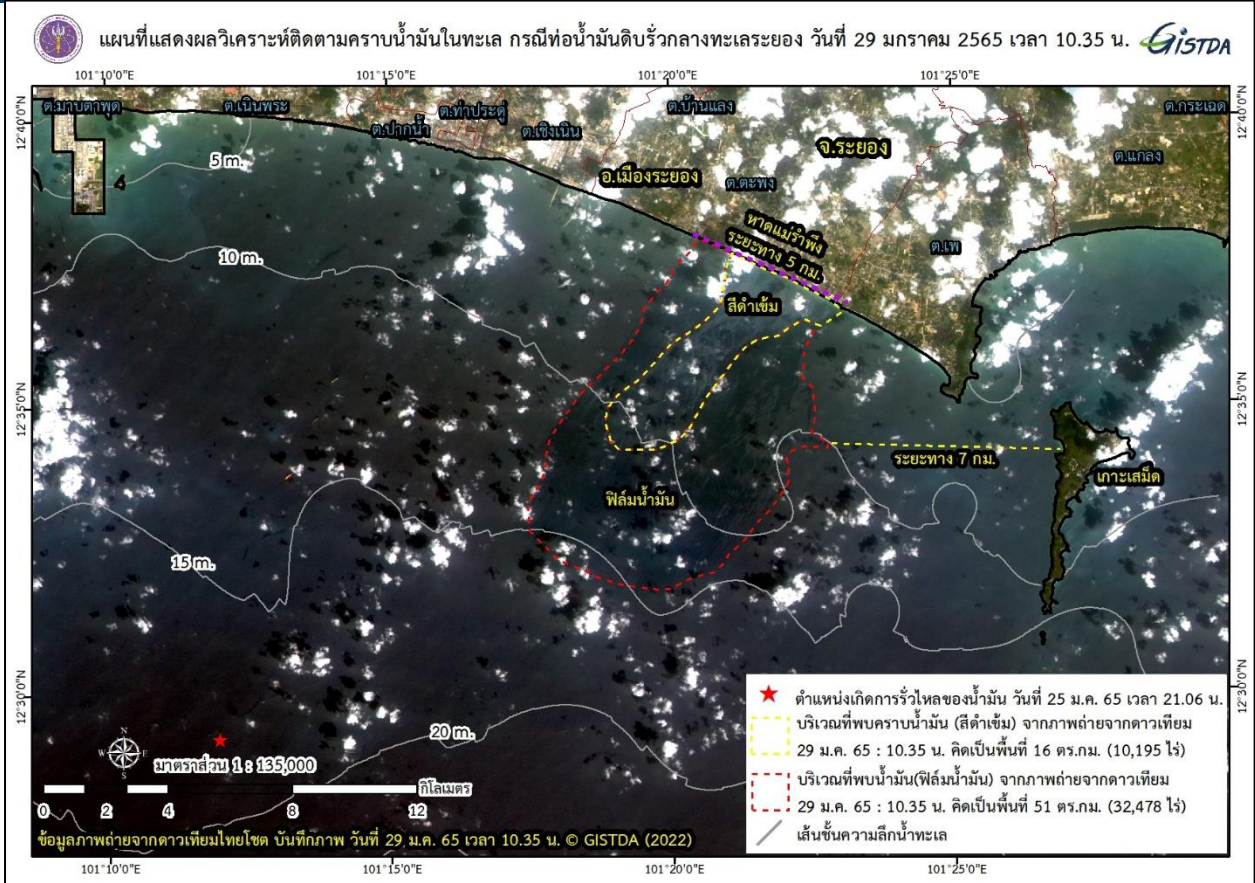 แผนที่แสดงผลวิเคราะห์ติดตามคราบน้ำมันในทะเล กรณีท่อน้ำมันดิบรั่วกลางทะเลระยอง วันที่ 29 มกราคม 2565 เวลา 10.35 น.
GISTDA
101°10'0"E
101°15'0"E
101°20'0"E
101°25'0"E
12°40'0"N
12°40'0"N
ต.มาบตาพุด
ต.เนินพระ
ต.ปากน้ำ
ต.ท่าประดู่
ต.เชิงเนิน
ต.บ้านแลง
ต.กระเฉด
จ.ระยอง
ต.แกลง
5 m.
อ.เมืองระยอง
ต.ตะพง
หาดแม่รำพึง
ระยะทาง 5 กม.
ต.เพ
10 m.
สีดำเข้ม
12°35'0"N
12°35'0"N
ระยะทาง 7 กม.
เกาะเสม็ด
ฟิล์มน้ำมัน
15 m.
12°30'0"N
12°30'0"N
20 m.
N
W
E
S
มาตราส่วน 1 : 135,000
กิโลเมตร
0 2 4 8 12
ข้อมูลภาพถ่ายจากดาวเทียมไทยโชต บันทึกภาพ วันที่ 29 ม.ค. 65 เวลา 10.35 น. © GISTDA (2022)
ตำแหน่งเกิดการรั่วไหลของน้ำมัน วันที่ 25 ม.ค. 65 เวลา 21.06 น.
บริเวณที่พบคราบน้ำมัน (สีดำเข้ม) จากภาพถ่ายจากดาวเทียม
29 ม.ค. 65 : 10.35 น. คิดเป็นพื้นที่ 16 ตร.กม. (10,195 ไร่)
บริเวณที่พบน้ำมัน(ฟิล์มน้ำมัน) จากภาพถ่ายจากดาวเทียม
29 ม.ค. 65 : 10.35 น. คิดเป็นพื้นที่ 51 ตร.กม. (32,478 ไร่)
เส้นชั้นความลึกน้ำทะเล
101°10'0"E
101°15'0"E
101°20'0"E
101°25'0"E